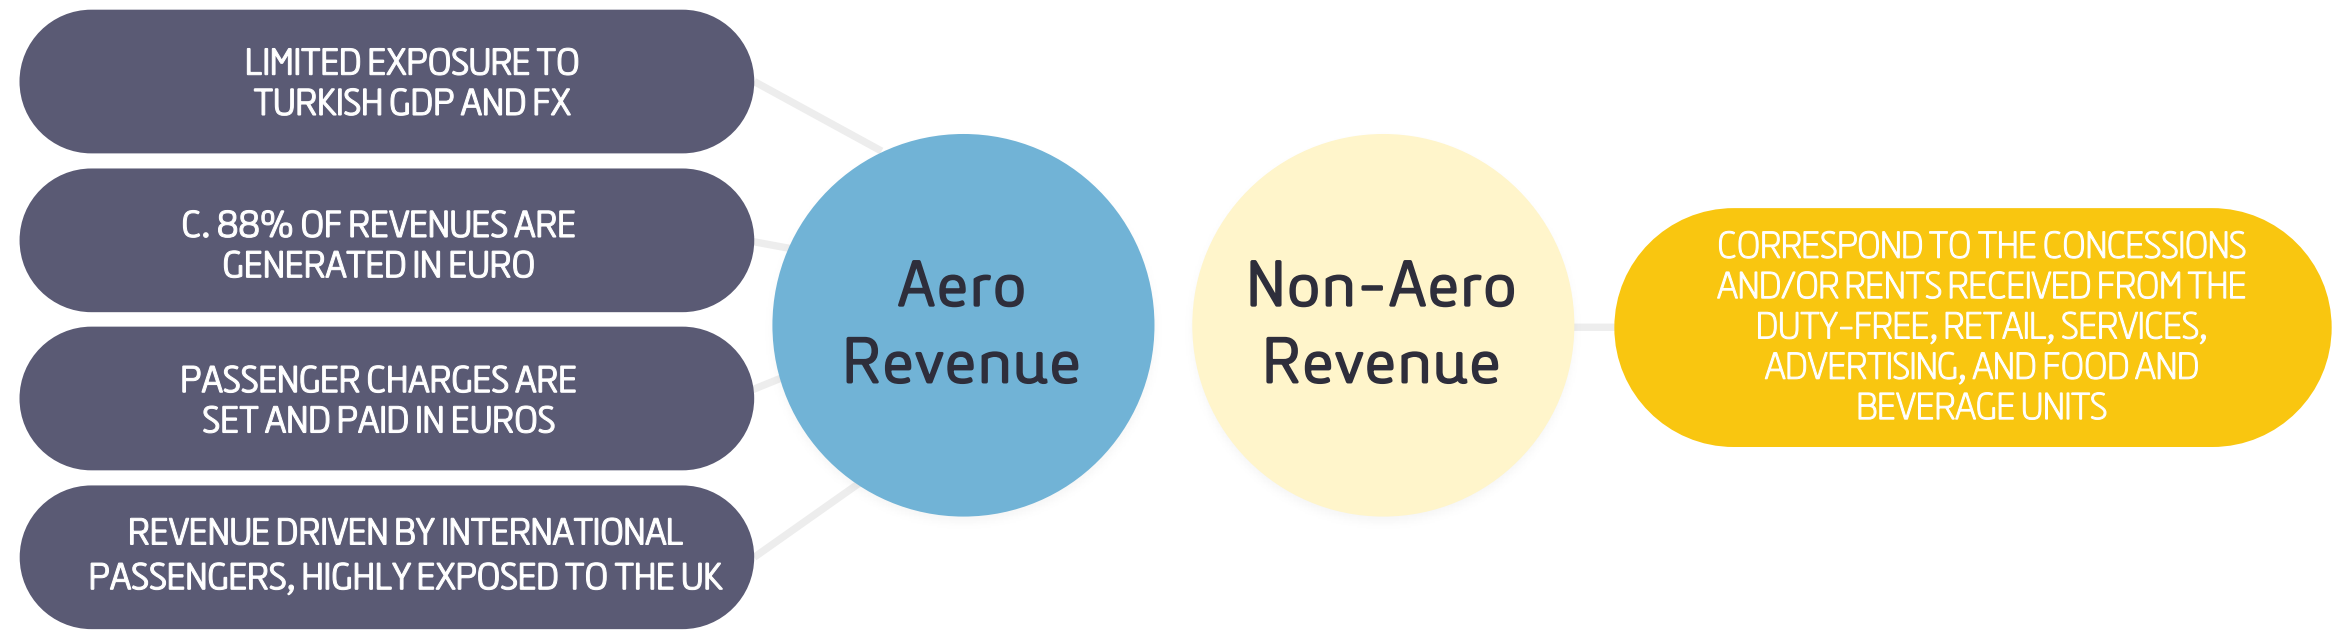 LIMITED EXPOSURE TO
TURKISH GDP AND FX
C. 88% OF REVENUES ARE
GENERATED IN EURO
PASSENGER CHARGES ARE
SET AND PAID IN EUROS
REVENUE DRIVEN BY INTERNATIONAL
PASSENGERS, HIGHLY EXPOSED TO THE UK
Aero
Revenue
Non-Aero
Revenue
CORRESPOND TO THE CONCESSIONS
AND/OR RENTS RECEIVED FROM THE
DUTY-FREE, RETAIL, SERVICES,
ADVERTISING, AND FOOD AND
BEVERAGE UNITS